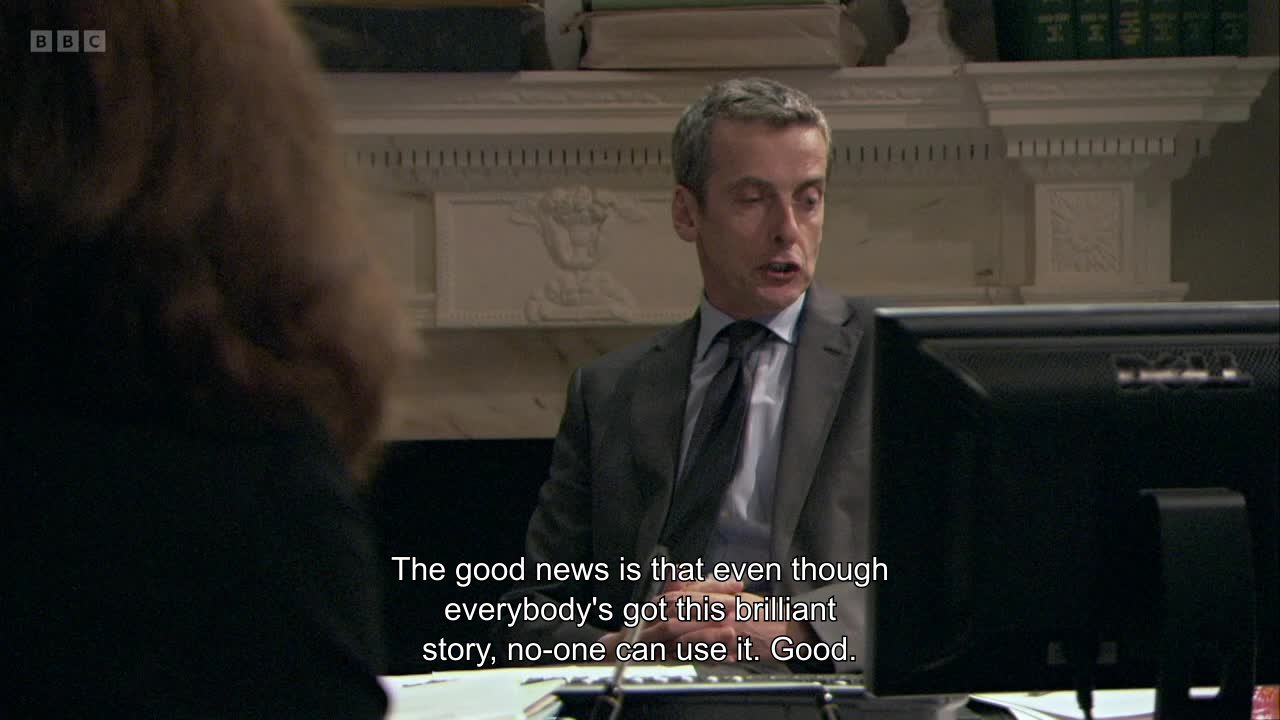 BBC
The good news is that even though
everybody's got this brilliant
story, no-one can use it. Good.